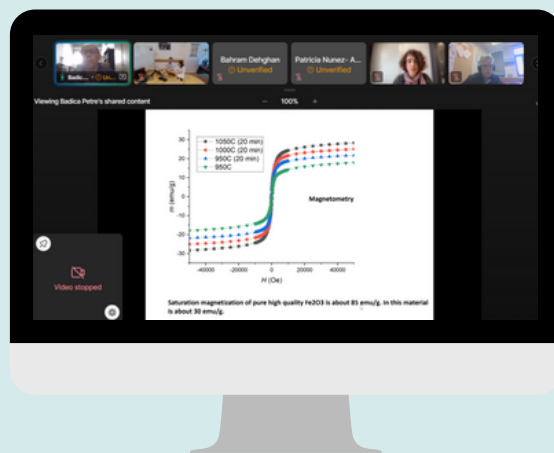 Badic...
Un...
Bahram Dehghan
Unverified
Patricia Nunez- A...
Unverified
Viewing Badica Petre's shared content
− 100% +
1050C (20 min)
1000C (20 min)
950C (20 min)
950C
Magnetometry
m (emu/g)
30
20
10
0
-10
-20
-30
-40000 -20000 0 20000 40000
H (Oe)
Video stopped
Saturation magnetization of pure high quality Fe2O3 is about 85 emu/g. In this material
is about 30 emu/g.